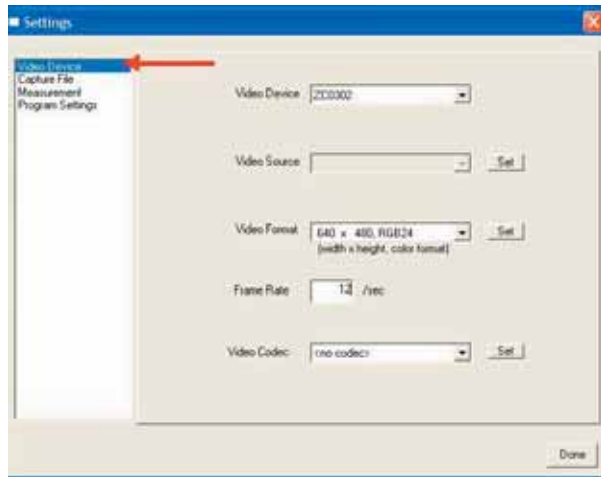 Settings
Video Device
Capture File
Measurement
Program Settings
Video Device ZC0302
Video Source Set
Video Format 640 x 480, RGB24 Set
(width x height, color format)
Frame Rate 12 /sec
Video Codec <no codec> Set
Done